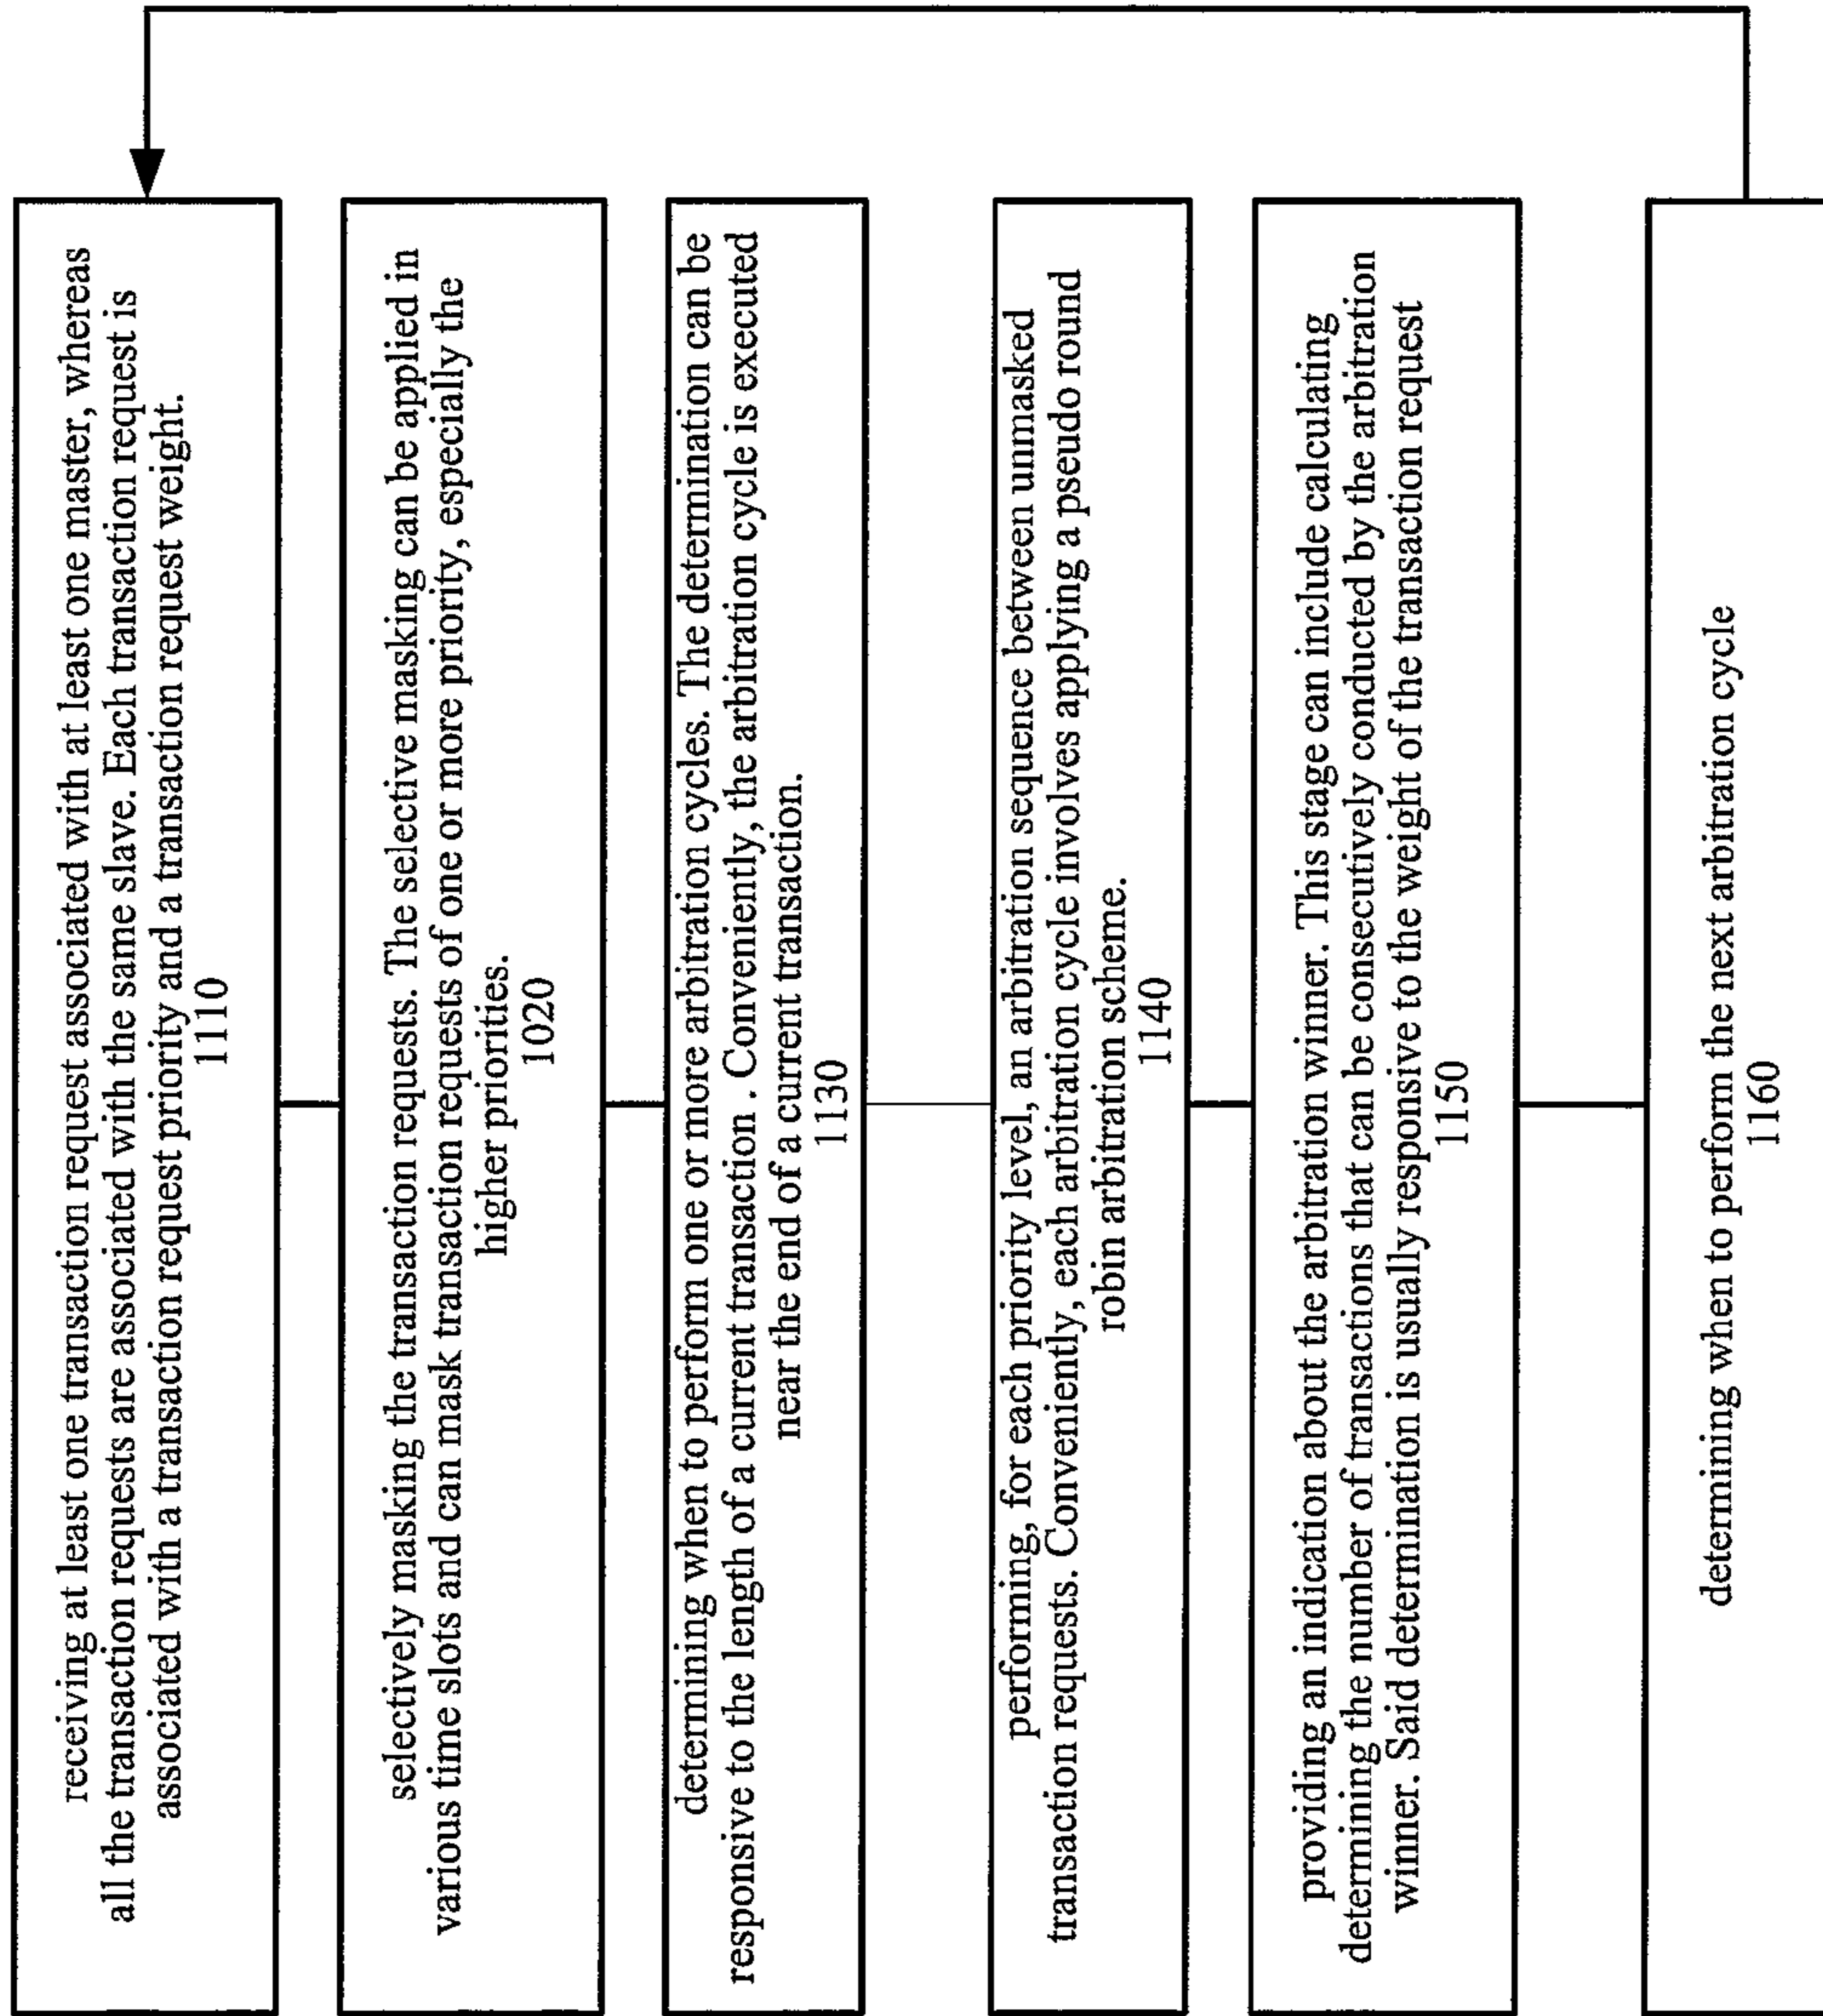 receiving at least one transaction request associated with at least one master, whereas
all the transaction requests are associated with the same slave. Each transaction request is
associated with a transaction request priority and a transaction request weight.
1110
selectively masking the transaction requests. The selective masking can be applied in
various time slots and can mask transaction requests of one or more priority, especially the
higher priorities.
1020
determining when to perform one or more arbitration cycles. The determination can be
responsive to the length of a current transaction . Conveniently, the arbitration cycle is executed
near the end of a current transaction.
1130
performing, for each priority level, an arbitration sequence between unmasked
transaction requests. Conveniently, each arbitration cycle involves applying a pseudo round
robin arbitration scheme.
1140
providing an indication about the arbitration winner. This stage can include calculating
determining the number of transactions that can be consecutively conducted by the arbitration
winner. Said determination is usually responsive to the weight of the transaction request
1150
determining when to perform the next arbitration cycle
1160